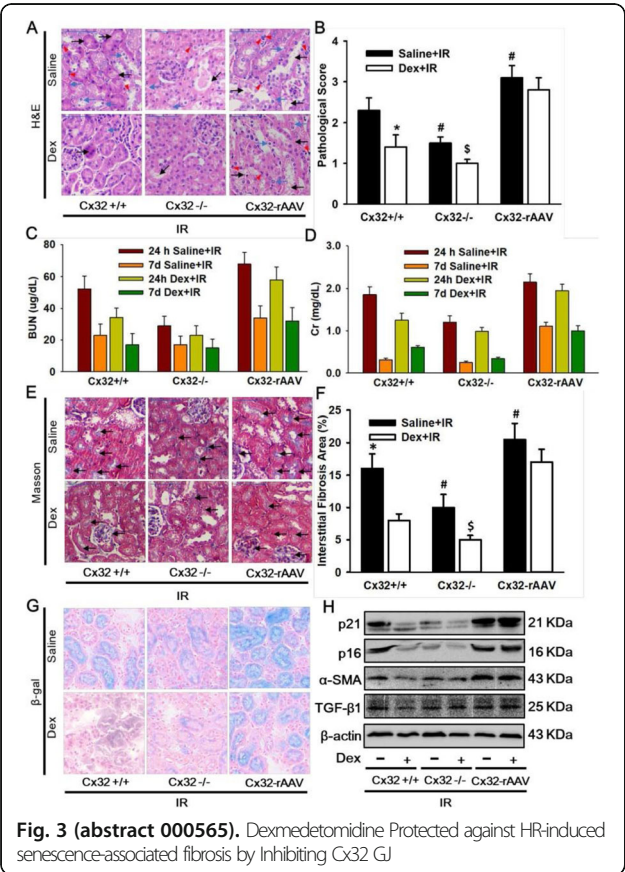 A
Saline
Dex
H&E
Cx32 +/+ Cx32 -/- Cx32-rAAV
IR
B
Saline+IR
Dex+IR
Pathological Score
4
3
2
1
0
*
#
$
#
Cx32+/+ Cx32-/- Cx32-rAAV
C
24 h Saline+IR
7d Saline+IR
24h Dex+IR
7d Dex+IR
BUN (ug/dL)
80
60
40
20
0
Cx32+/+ Cx32-/- Cx32-rAAV
D
24 h Saline+IR
7d Saline+IR
24h Dex+IR
7d Dex+IR
Cr (mg/dL)
3.0
2.0
1.0
0.0
Cx32+/+ Cx32-/- Cx32-rAAV
E
Saline
Dex
Masson
Cx32 +/+ Cx32 -/- Cx32-rAAV
IR
F
Saline+IR
Dex+IR
Interstitial Fibrosis Area (%)
25
20
15
10
5
0
*
#
$
#
Cx32+/+ Cx32-/- Cx32-rAAV
G
Saline
Dex
β-gal
Cx32 +/+ Cx32 -/- Cx32-rAAV
IR
H
p21 21 KDa
p16 16 KDa
α-SMA 43 KDa
TGF-β1 25 KDa
β-actin 43 KDa
Dex − + − + − +
Cx32 +/+ Cx32 -/- Cx32-rAAV
IR
Fig. 3 (abstract 000565). Dexmedetomidine Protected against HR-induced
senescence-associated fibrosis by Inhibiting Cx32 GJ